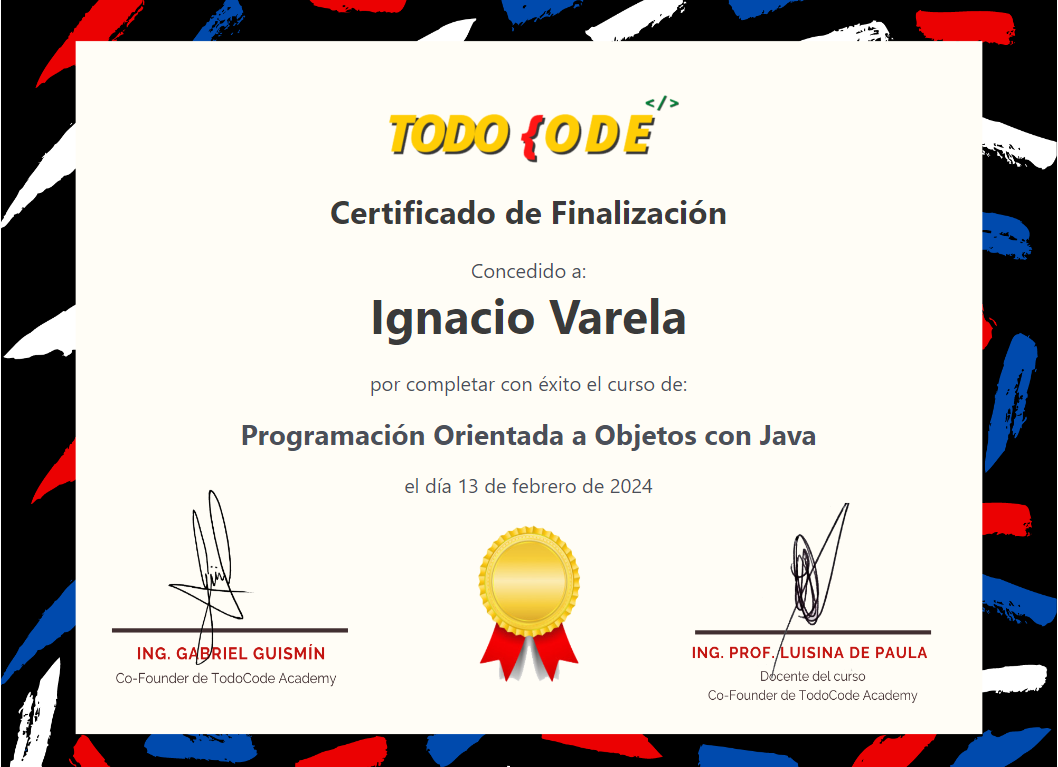 </>
TODO {ODE
Certificado de Finalización
Concedido a:
Ignacio Varela
por completar con éxito el curso de:
Programación Orientada a Objetos con Java
el día 13 de febrero de 2024
ING. GABRIEL GUISMÍN
Co-Founder de TodoCode Academy
ING. PROF. LUISINA DE PAULA
Docente del curso
Co-Founder de TodoCode Academy